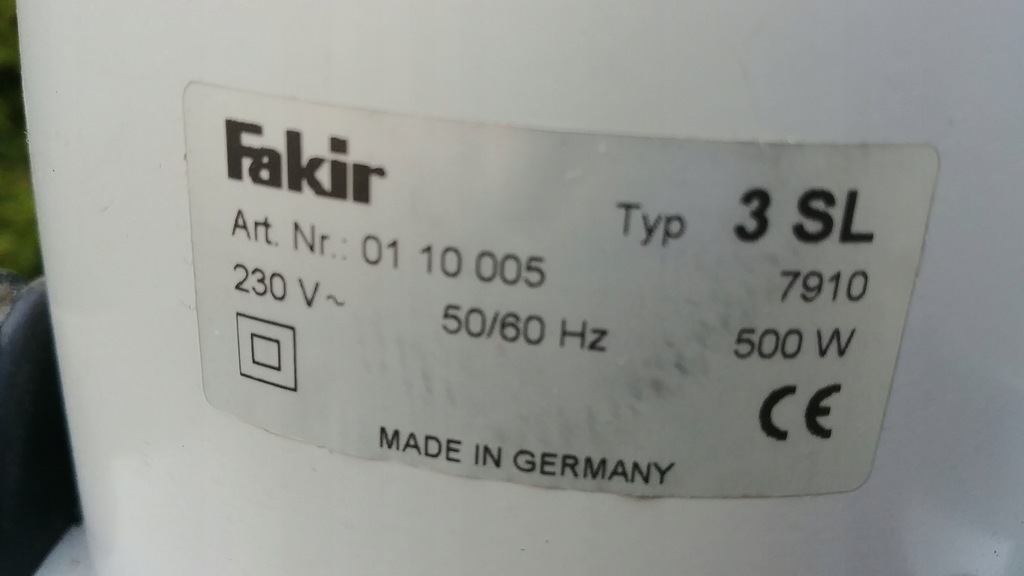 Fakir
Typ 3 SL
Art. Nr.: 01 10 005
7910
230 V~ 50/60 Hz 500 W
CE
MADE IN GERMANY